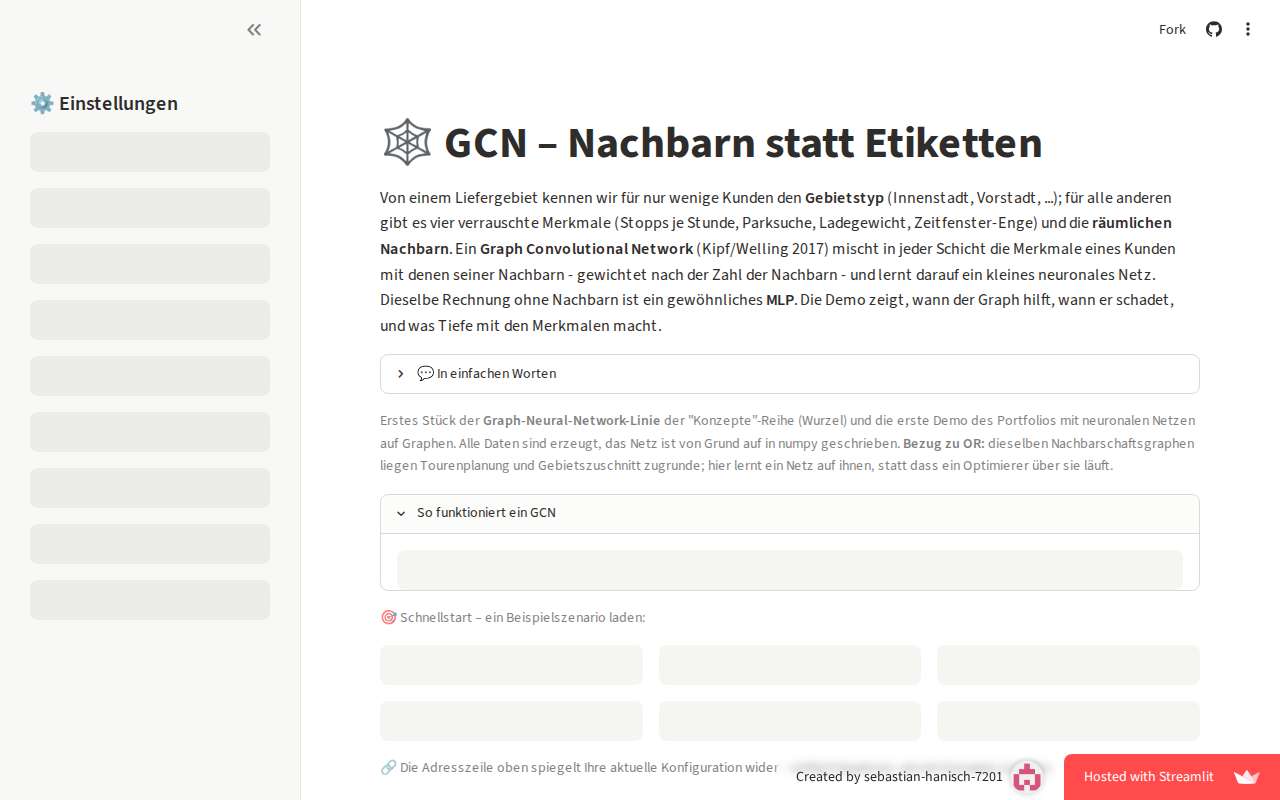 Fork
⚙️ Einstellungen
🕸️ GCN – Nachbarn statt Etiketten
Von einem Liefergebiet kennen wir für nur wenige Kunden den Gebietstyp (Innenstadt, Vorstadt, ...); für alle anderen
gibt es vier verrauschte Merkmale (Stopps je Stunde, Parksuche, Ladegewicht, Zeitfenster-Enge) und die räumlichen
Nachbarn. Ein Graph Convolutional Network (Kipf/Welling 2017) mischt in jeder Schicht die Merkmale eines Kunden
mit denen seiner Nachbarn - gewichtet nach der Zahl der Nachbarn - und lernt darauf ein kleines neuronales Netz.
Dieselbe Rechnung ohne Nachbarn ist ein gewöhnliches MLP. Die Demo zeigt, wann der Graph hilft, wann er schadet,
und was Tiefe mit den Merkmalen macht.
💬 In einfachen Worten
Erstes Stück der Graph-Neural-Network-Linie der "Konzepte"-Reihe (Wurzel) und die erste Demo des Portfolios mit neuronalen Netzen
auf Graphen. Alle Daten sind erzeugt, das Netz ist von Grund auf in numpy geschrieben. Bezug zu OR: dieselben Nachbarschaftsgraphen
liegen Tourenplanung und Gebietszuschnitt zugrunde; hier lernt ein Netz auf ihnen, statt dass ein Optimierer über sie läuft.
So funktioniert ein GCN
🎯 Schnellstart – ein Beispielszenario laden:
🔗 Die Adresszeile oben spiegelt Ihre aktuelle Konfiguration wider
Created by sebastian-hanisch-7201
Hosted with Streamlit